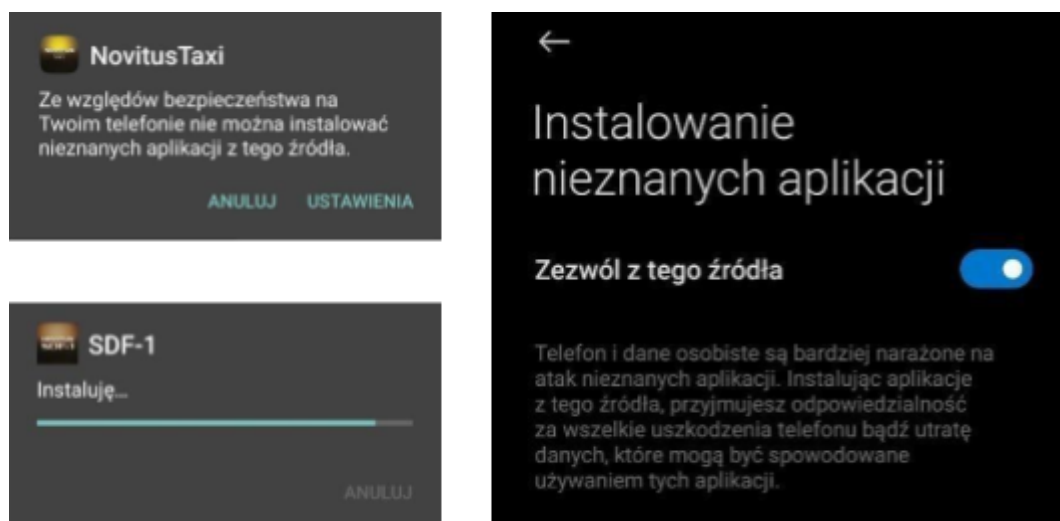 NovitusTaxi
Ze względów bezpieczeństwa na
Twoim telefonie nie można instalować
nieznanych aplikacji z tego źródła.
ANULUJ USTAWIENIA
SDF-1
Instaluję...
ANULUJ
Instalowanie
nieznanych aplikacji
Zezwól z tego źródła
Telefon i dane osobiste są bardziej narażone na
atak nieznanych aplikacji. Instalując aplikacje
z tego źródła, przyjmujesz odpowiedzialność
za wszelkie uszkodzenia telefonu bądź utratę
danych, które mogą być spowodowane
używaniem tych aplikacji.